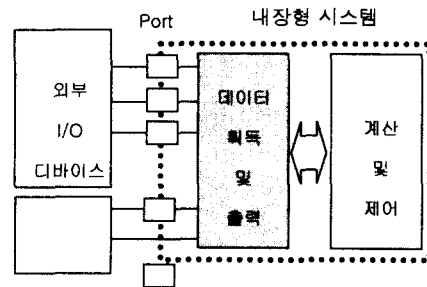 Port
내장형 시스템
외부
I/O
디바이스
데이터
획득
및
출력
계산
및
제어